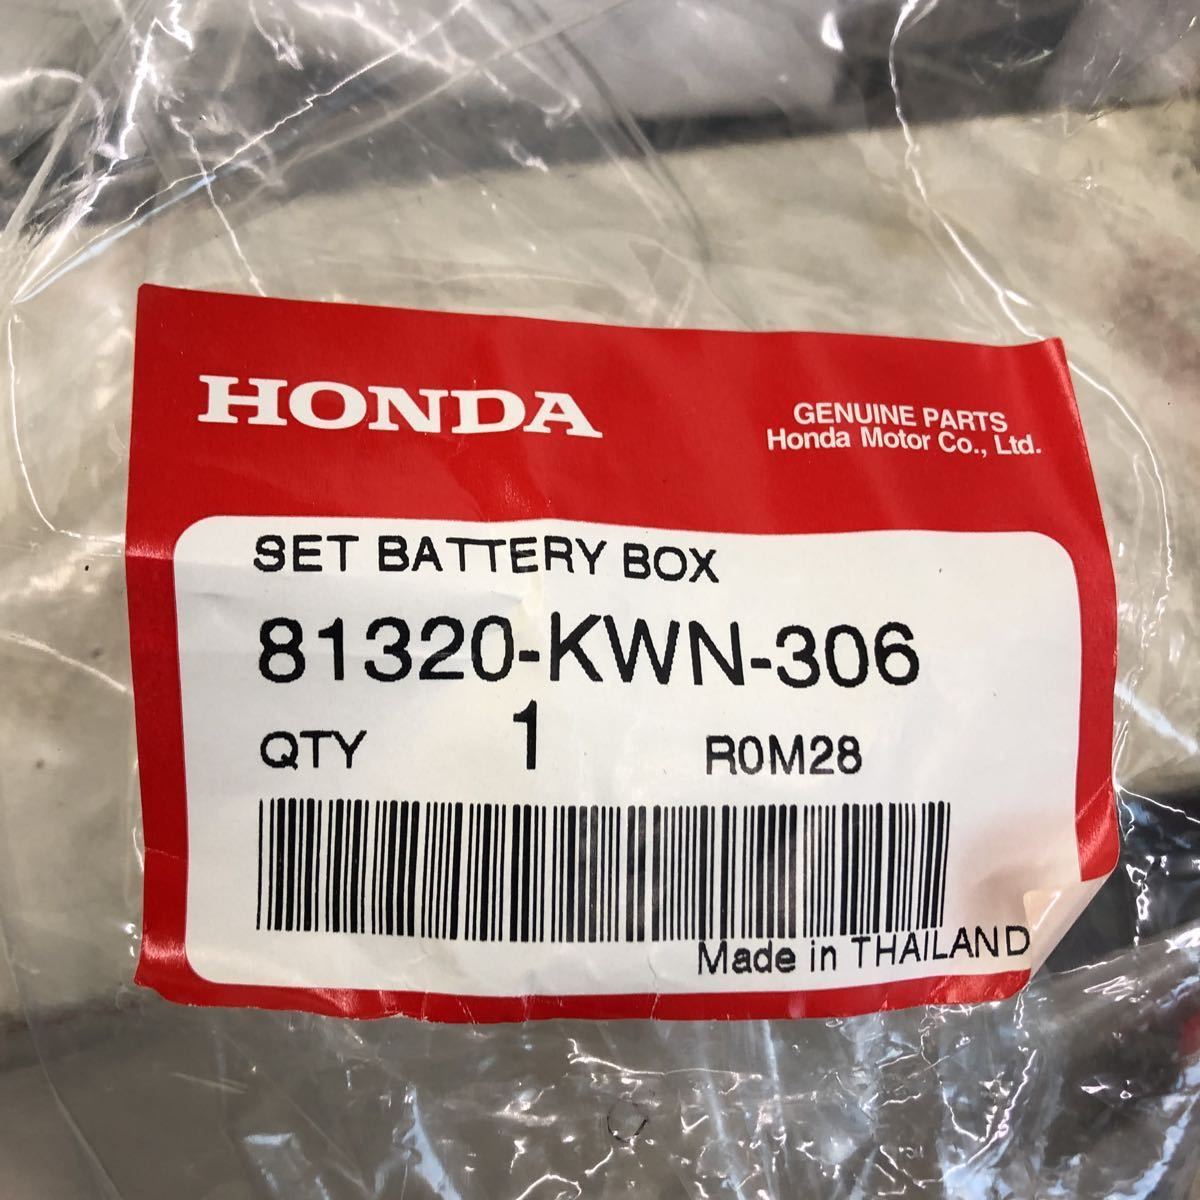 HONDA
GENUINE PARTS
Honda Motor Co., Ltd.
SET BATTERY BOX
81320-KWN-306
QTY 1 R0M28
Made in THAILAND